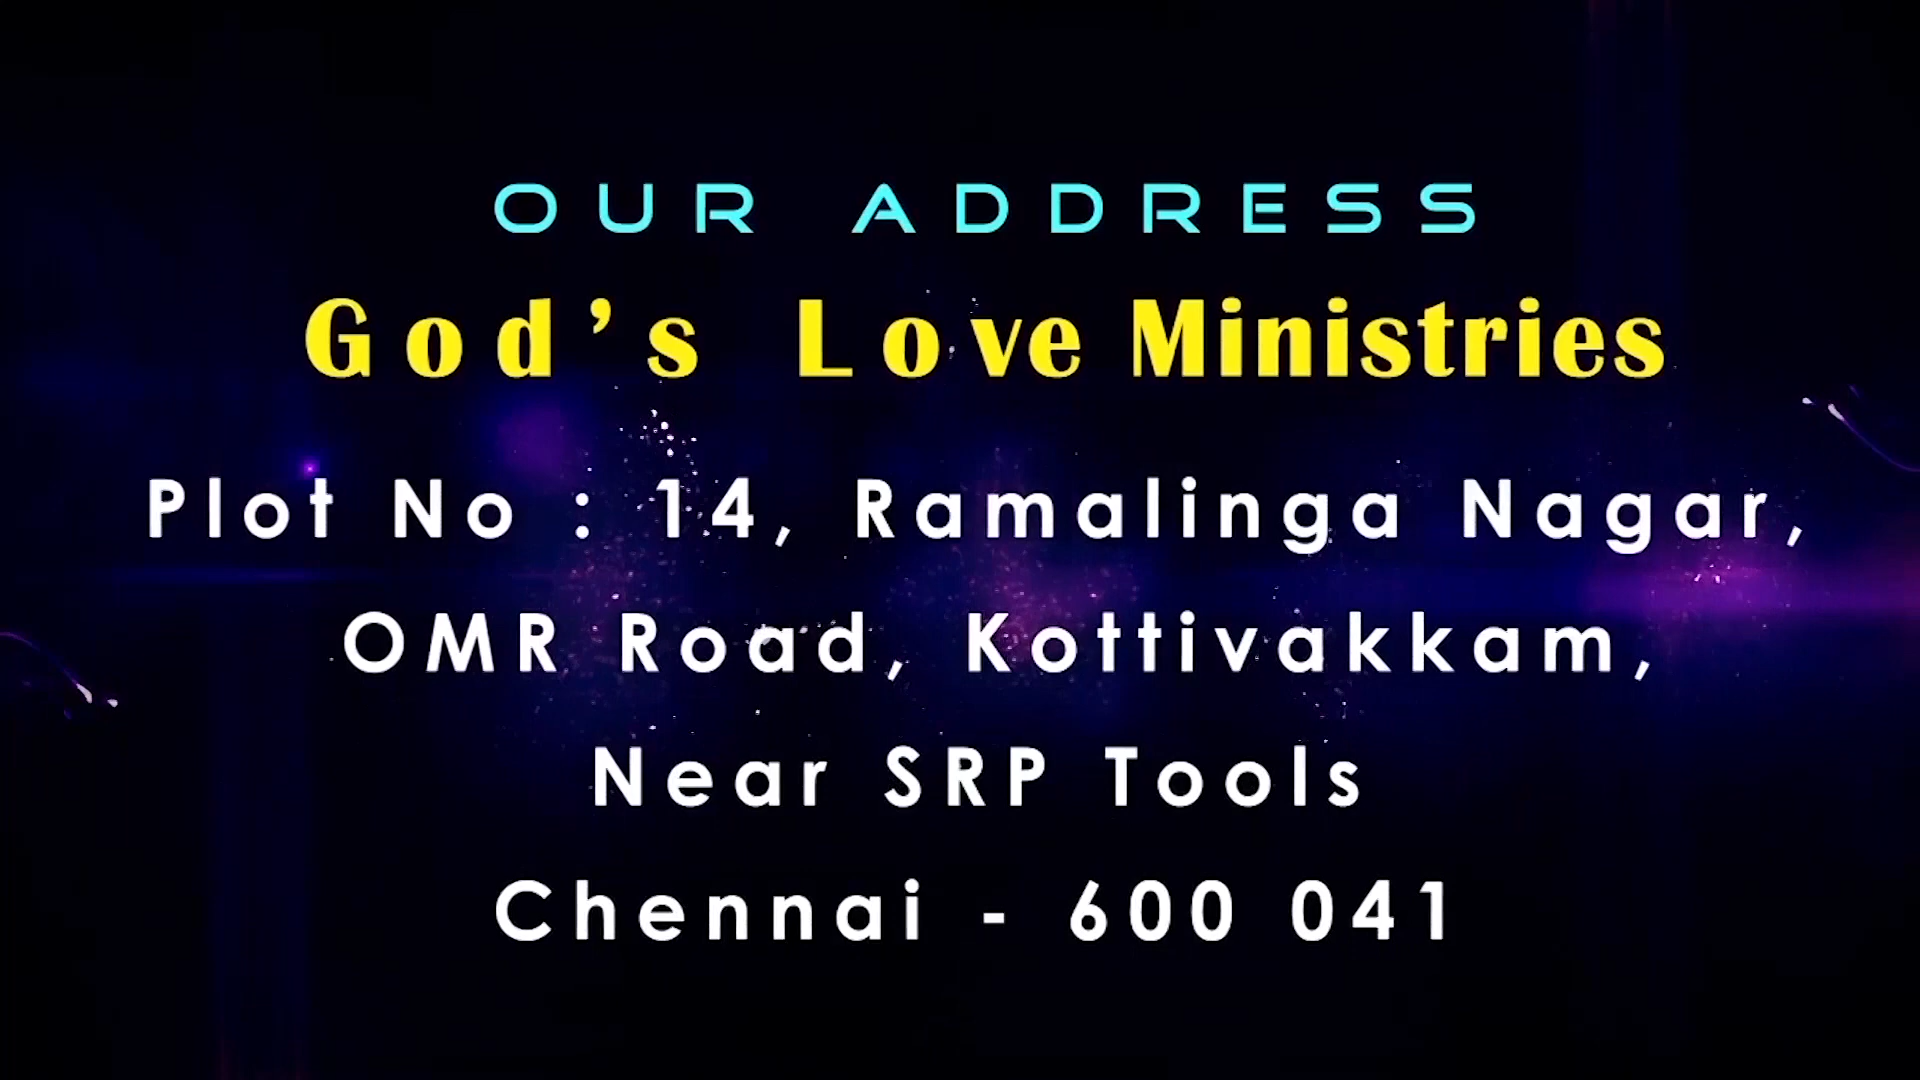 OUR ADDRESS
God’s Love Ministries
Plot No : 14, Ramalinga Nagar,
OMR Road, Kottivakkam,
Near SRP Tools
Chennai - 600 041